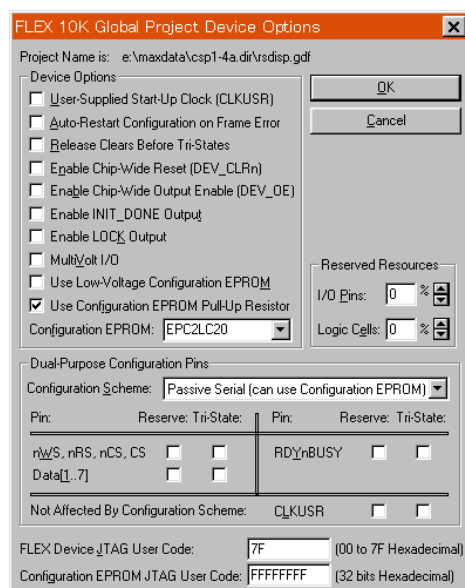 FLEX 10K Global Project Device Options
Project Name is: e:\maxdata\csp1-4a.dir\rsdisp.gdf
Device Options
User-Supplied Start-Up Clock (CLKUSR)
Auto-Restart Configuration on Frame Error
Release Clears Before Tri-States
Enable Chip-Wide Reset (DEV_CLRn)
Enable Chip-Wide Output Enable (DEV_OE)
Enable INIT_DONE Output
Enable LOCK Output
MultiVolt I/O
Use Low-Voltage Configuration EPROM
Use Configuration EPROM Pull-Up Resistor
Configuration EPROM: EPC2LC20
OK
Cancel
Reserved Resources
I/O Pins: 0 %
Logic Cells: 0 %
Dual-Purpose Configuration Pins
Configuration Scheme: Passive Serial (can use Configuration EPROM)
Pin: Reserve: Tri-State: Pin: Reserve: Tri-State:
nWS, nRS, nCS, CS RDYnBUSY
Data[1..7]
Not Affected By Configuration Scheme: CLKUSR
FLEX Device JTAG User Code: 7F (00 to 7F Hexadecimal)
Configuration EPROM JTAG User Code: FFFFFFFF (32 bits Hexadecimal)